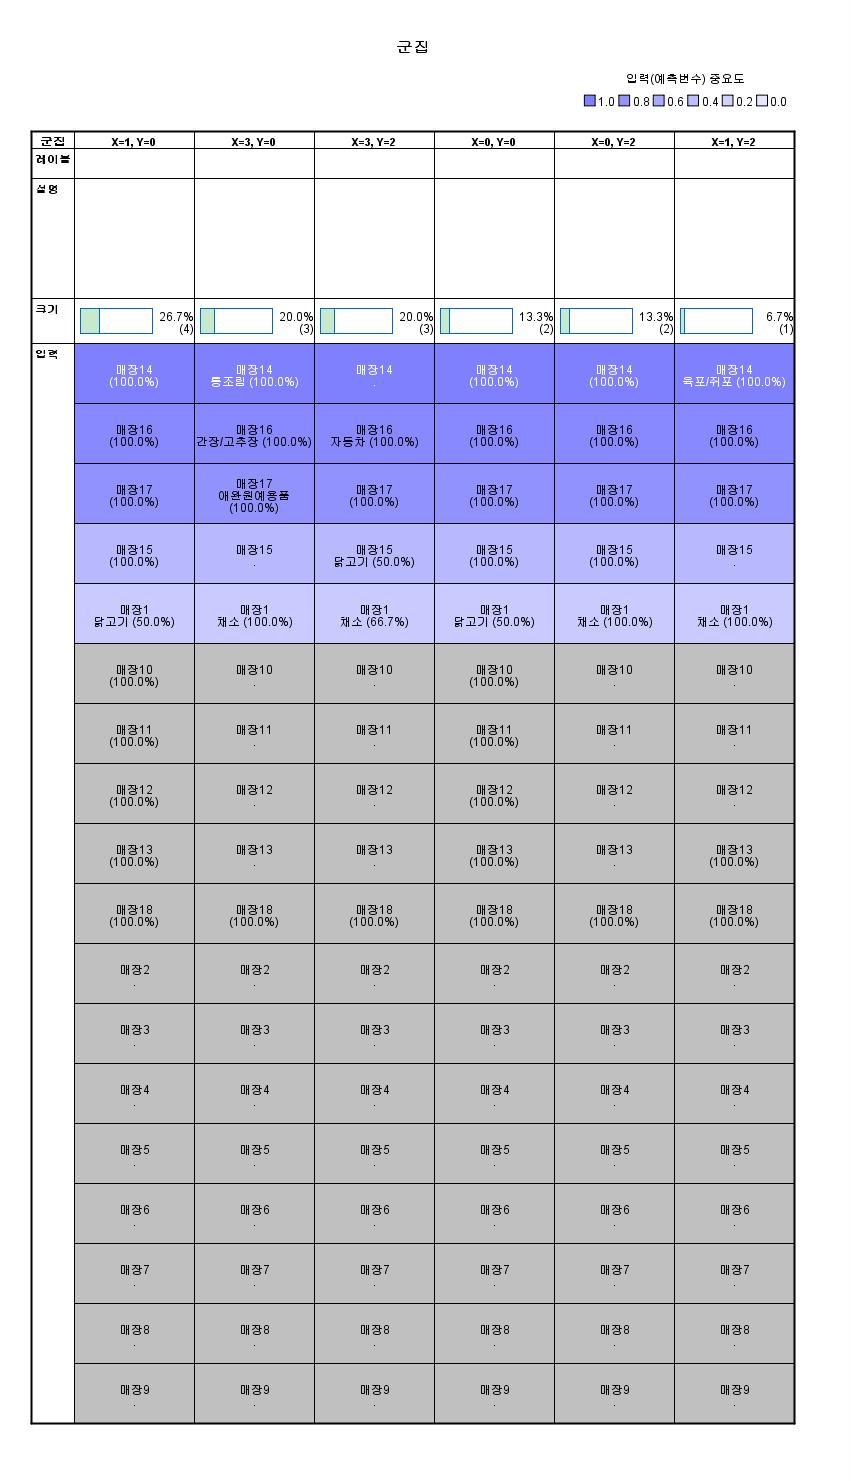 군집
입력(예측변수) 중요도
1.0 0.8 0.6 0.4 0.2 0.0
군집 X=1, Y=0 X=3, Y=0 X=3, Y=2 X=0, Y=0 X=0, Y=2 X=1, Y=2
레이블
설명
크기 26.7% 20.0% 20.0% 13.3% 13.3% 6.7%
(4) (3) (3) (2) (2) (1)
입력
매장14 매장14 매장14 매장14 매장14 매장14
(100.0%) 통조림 (100.0%) . (100.0%) (100.0%) 육포/쥐포 (100.0%)
매장16 매장16 매장16 매장16 매장16 매장16
(100.0%) 간장/고추장 (100.0%) 자동차 (100.0%) (100.0%) (100.0%) (100.0%)
매장17 매장17 매장17 매장17 매장17 매장17
(100.0%) 애완원예용품 (100.0%) (100.0%) (100.0%) (100.0%) (100.0%)
매장15 매장15 매장15 매장15 매장15 매장15
(100.0%) . 닭고기 (50.0%) (100.0%) (100.0%) .
매장1 매장1 매장1 매장1 매장1 매장1
닭고기 (50.0%) 채소 (100.0%) 채소 (66.7%) 닭고기 (50.0%) 채소 (100.0%) 채소 (100.0%)
매장10 매장10 매장10 매장10 매장10 매장10
(100.0%) . . (100.0%) . .
매장11 매장11 매장11 매장11 매장11 매장11
(100.0%) . . (100.0%) . .
매장12 매장12 매장12 매장12 매장12 매장12
(100.0%) . . (100.0%) . .
매장13 매장13 매장13 매장13 매장13 매장13
(100.0%) . . (100.0%) . (100.0%)
매장18 매장18 매장18 매장18 매장18 매장18
(100.0%) (100.0%) (100.0%) (100.0%) (100.0%) (100.0%)
매장2 매장2 매장2 매장2 매장2 매장2
. . . . . .
매장3 매장3 매장3 매장3 매장3 매장3
. . . . . .
매장4 매장4 매장4 매장4 매장4 매장4
. . . . . .
매장5 매장5 매장5 매장5 매장5 매장5
. . . . . .
매장6 매장6 매장6 매장6 매장6 매장6
. . . . . .
매장7 매장7 매장7 매장7 매장7 매장7
. . . . . .
매장8 매장8 매장8 매장8 매장8 매장8
. . . . . .
매장9 매장9 매장9 매장9 매장9 매장9
. . . . . .